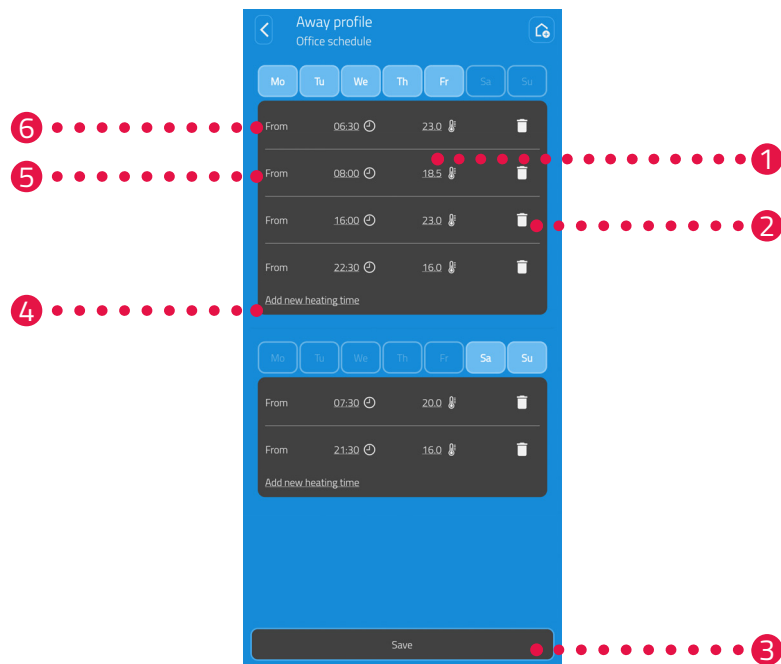 Away profile
Office schedule
Mo Tu We Th Fr Sa Su
6 From 06:30 23.0
1
5 From 08:00 18.5
From 16:00 23.0 2
From 22:30 16.0
4 Add new heating time
Mo Tu We Th Fr Sa Su
From 07:30 20.0
From 21:30 16.0
Add new heating time
Save 3